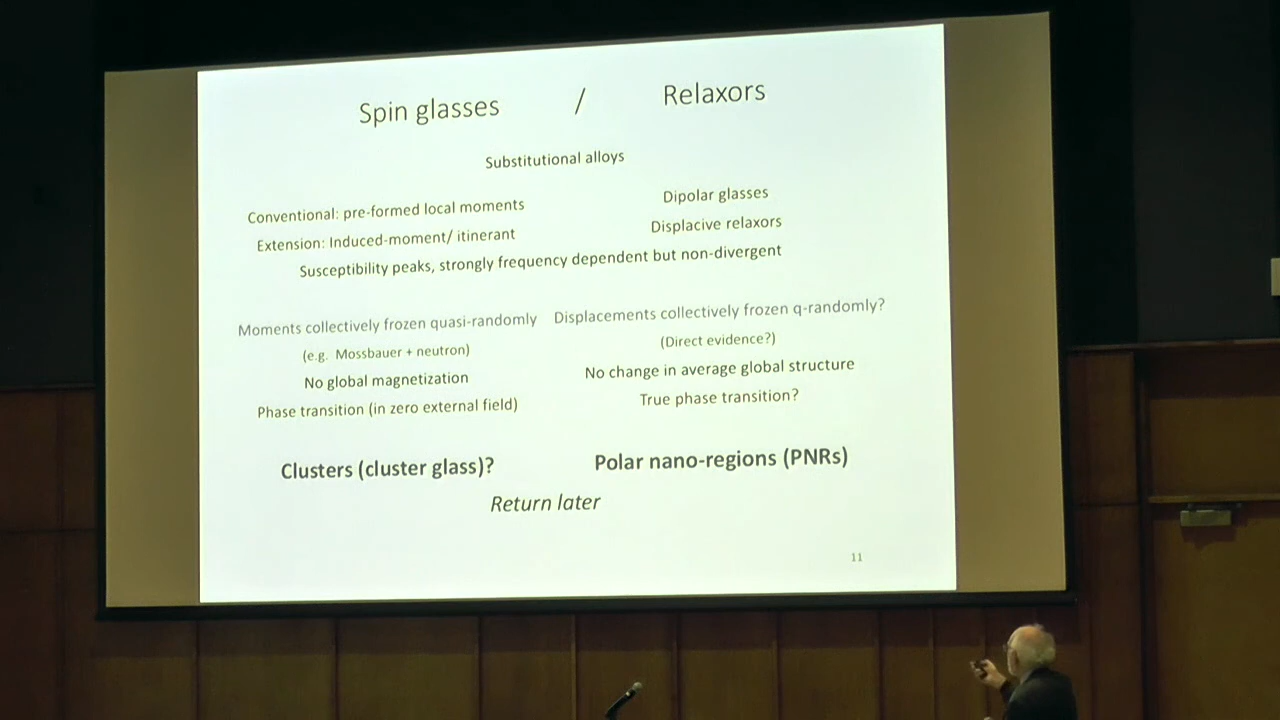 Spin glasses / Relaxors
Substitutional alloys
Conventional: pre-formed local moments Dipolar glasses
Extension: Induced-moment/ itinerant Displacive relaxors
Susceptibility peaks, strongly frequency dependent but non-divergent
Moments collectively frozen quasi-randomly Displacements collectively frozen q-randomly?
(e.g. Mossbauer + neutron) (Direct evidence?)
No global magnetization No change in average global structure
Phase transition (in zero external field) True phase transition?
Clusters (cluster glass)? Polar nano-regions (PNRs)
Return later
11